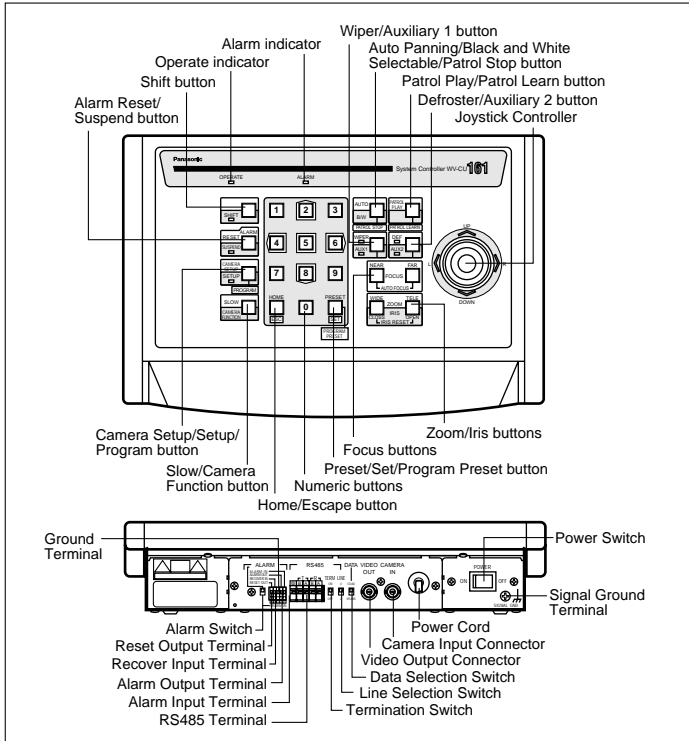 Wiper/Auxiliary 1 button
Auto Panning/Black and White
Selectable/Patrol Stop button
Patrol Play/Patrol Learn button
Defroster/Auxiliary 2 button
Joystick Controller
Alarm indicator
Operate indicator
Shift button
Alarm Reset/
Suspend button
Panasonic
System Controller WV-CU 161
OPERATE
ALARM
SHIFT
1
2
3
AUTO
B/W
PATROL STOP
PATROL PLAY
PATROL LEARN
UP
ALARM
RESET
SUSPEND
4
5
6
WIPER
AUX1
DEF
AUX2
L
R
DOWN
CAMERA
SETUP
SETUP
PROGRAM
7
8
9
NEAR
FOCUS
FAR
AUTO FOCUS
SLOW
CAMERA
FUNCTION
HOME
ESC
0
PRESET
SET
PROGRAM
PRESET
WIDE
ZOOM
TELE
CLOSE
IRIS
OPEN
IRIS RESET
Camera Setup/Setup/
Program button
Slow/Camera
Function button
Home/Escape button
Numeric buttons
Preset/Set/Program Preset button
Focus buttons
Zoom/Iris buttons
Ground
Terminal
ALARM
RS485
TERM
LINE
DATA
VIDEO
OUT
CAMERA
IN
POWER
ON
OFF
SIGNAL GND
Power Switch
Signal Ground
Terminal
Power Cord
Camera Input Connector
Video Output Connector
Data Selection Switch
Line Selection Switch
Termination Switch
Alarm Switch
Reset Output Terminal
Recover Input Terminal
Alarm Output Terminal
Alarm Input Terminal
RS485 Terminal